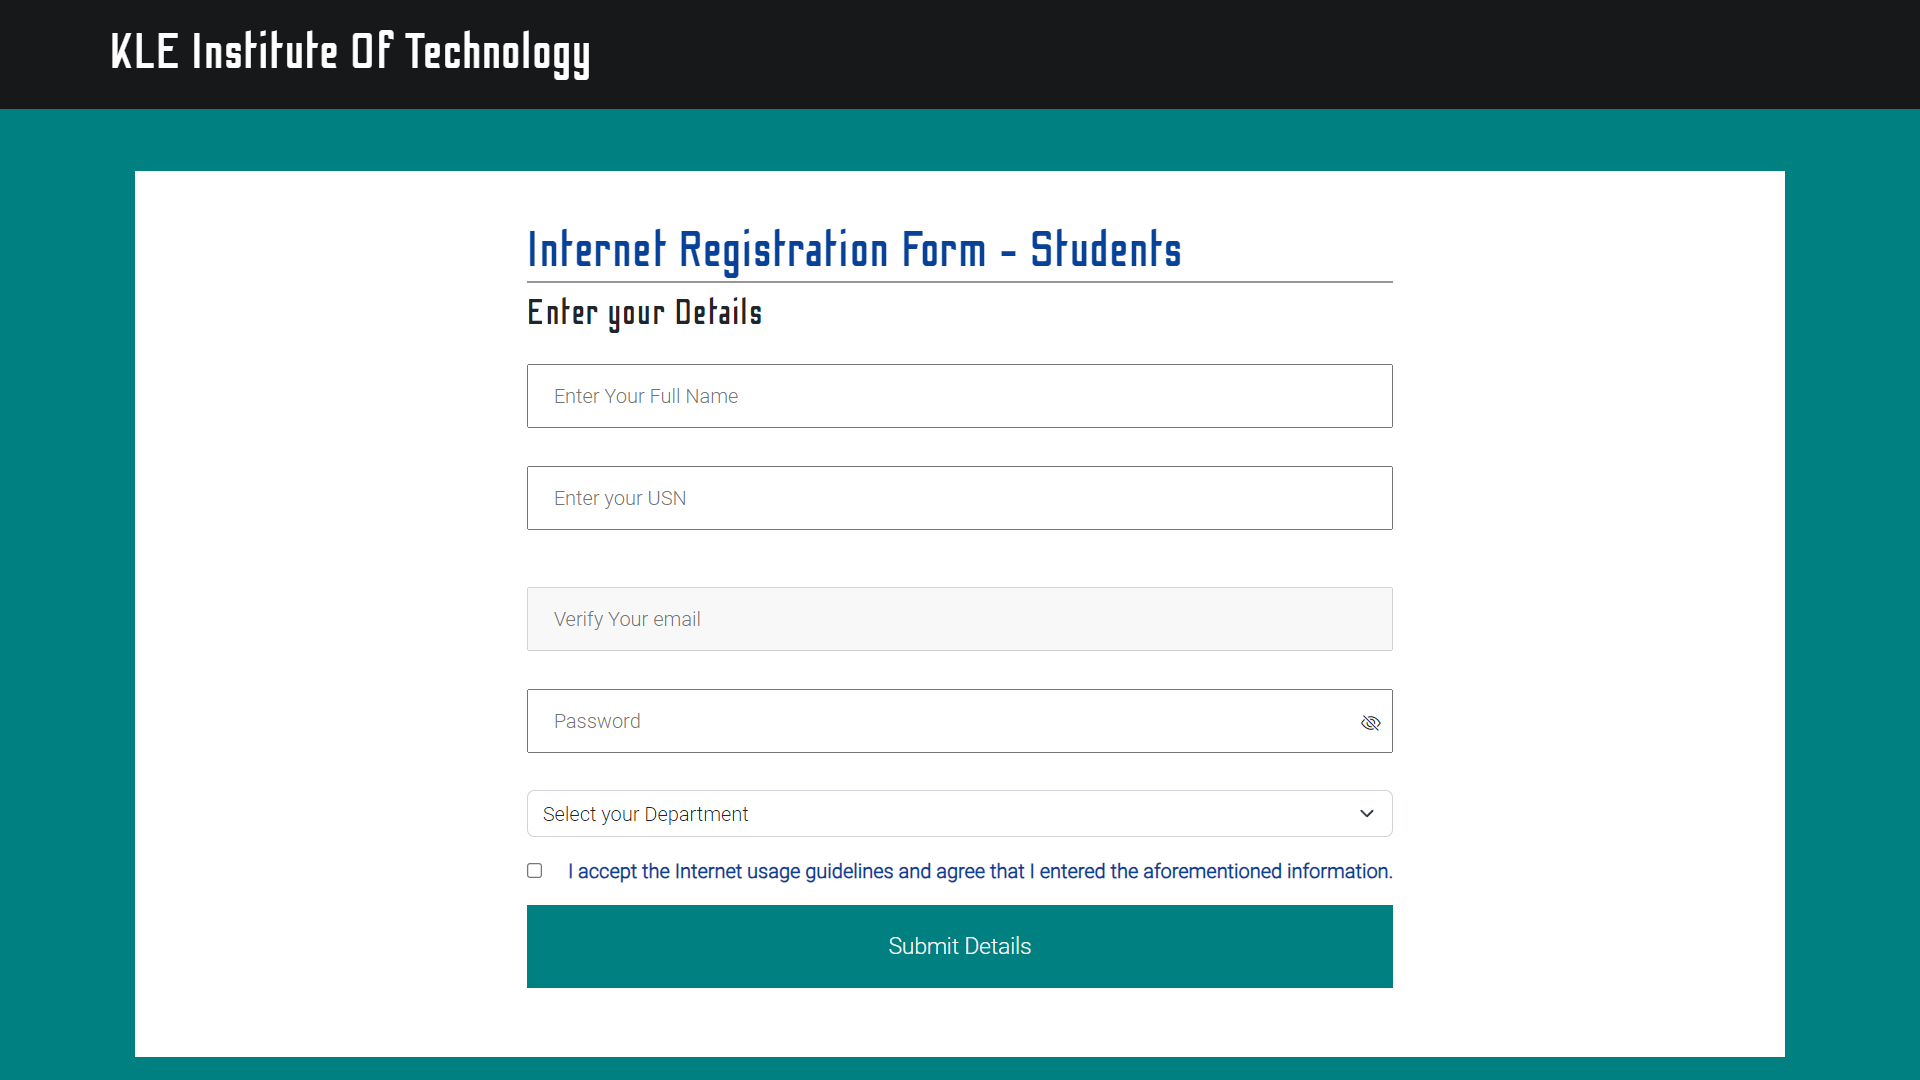 KLE Institute Of Technology
Internet Registration Form - Students
Enter your Details
Enter Your Full Name
Enter your USN
Verify Your email
Password
Select your Department
I accept the Internet usage guidelines and agree that I entered the aforementioned information.
Submit Details